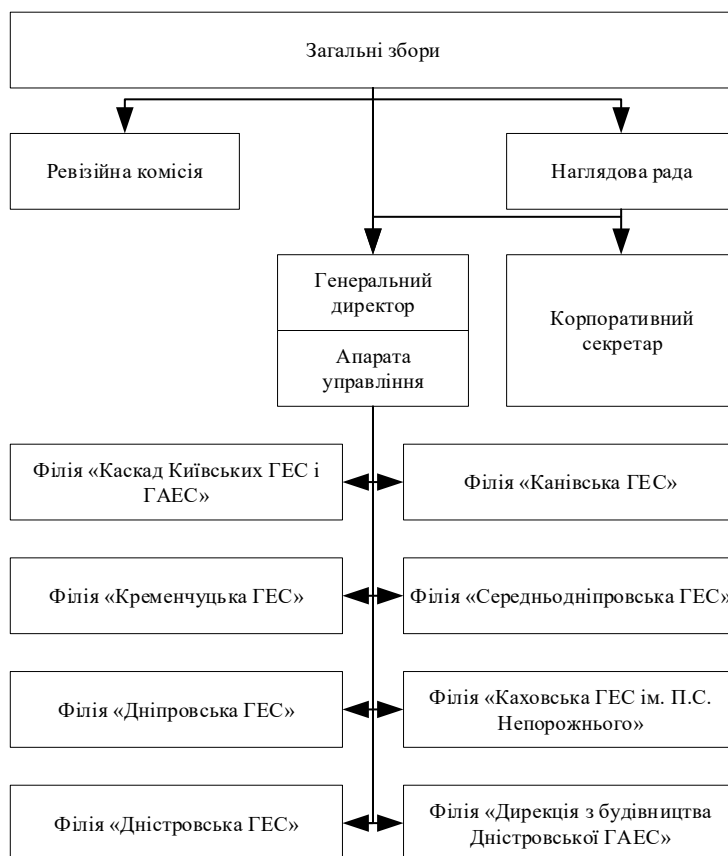 Загальні збори
Ревізійна комісія
Наглядова рада
Генеральний
директор
Апарата
управління
Корпоративний
секретар
Філія «Каскад Київських ГЕС і
ГАЕС»
Філія «Канівська ГЕС»
Філія «Кременчуцька ГЕС»
Філія «Середньодніпровська ГЕС»
Філія «Дніпровська ГЕС»
Філія «Каховська ГЕС ім. П.С.
Непорожнього»
Філія «Дністровська ГЕС»
Філія «Дирекція з будівництва
Дністровської ГАЕС»